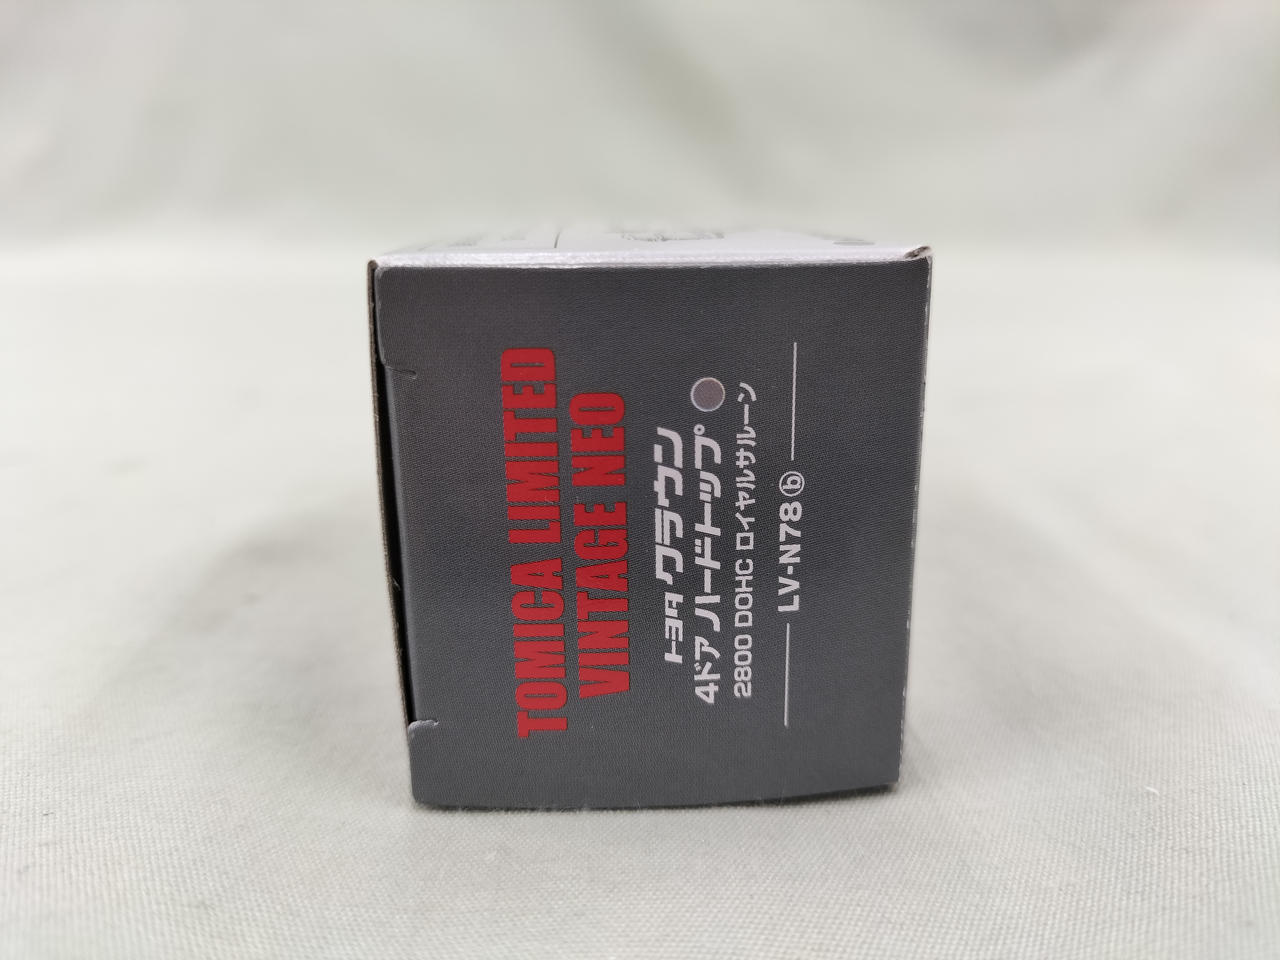 TOMICA LIMITED
VINTAGE NEO
トヨタ クラウン
4ドア ハードトップ
2800 DOHC ロイヤルサルーン
LV-N78ⓑ